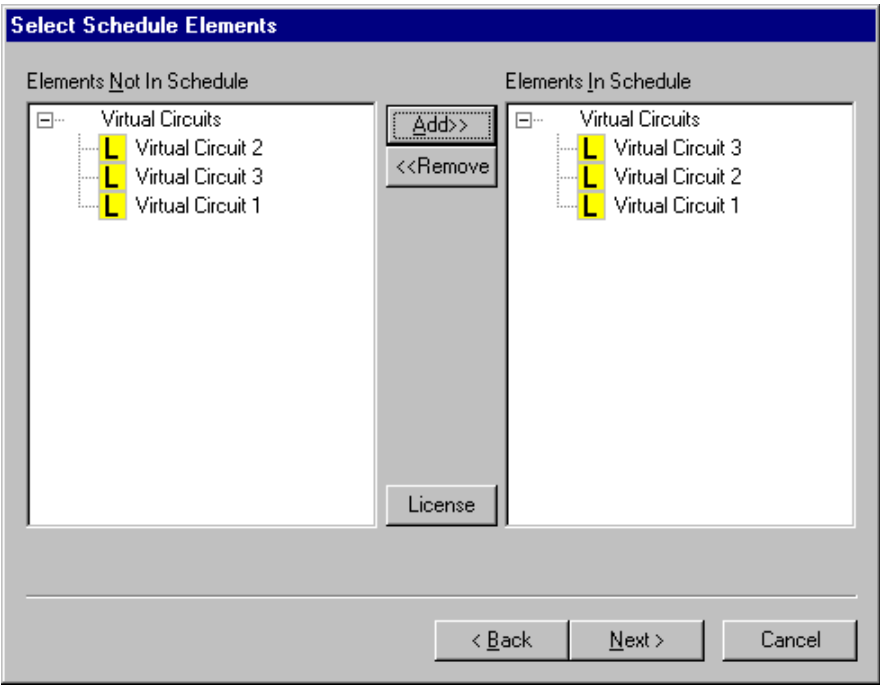 Select Schedule Elements
Elements Not In Schedule
Virtual Circuits
L Virtual Circuit 2
L Virtual Circuit 3
L Virtual Circuit 1
Add>>
<<Remove
License
Elements In Schedule
Virtual Circuits
L Virtual Circuit 3
L Virtual Circuit 2
L Virtual Circuit 1
< Back
Next >
Cancel